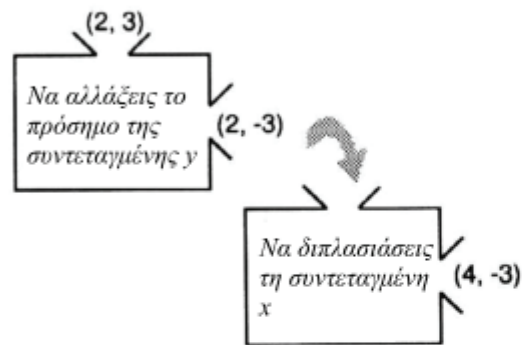 (2, 3)
Να αλλάξεις το
πρόσημο της
συντεταγμένης y
(2, -3)
Να διπλασιάσεις
τη συντεταγμένη
x
(4, -3)